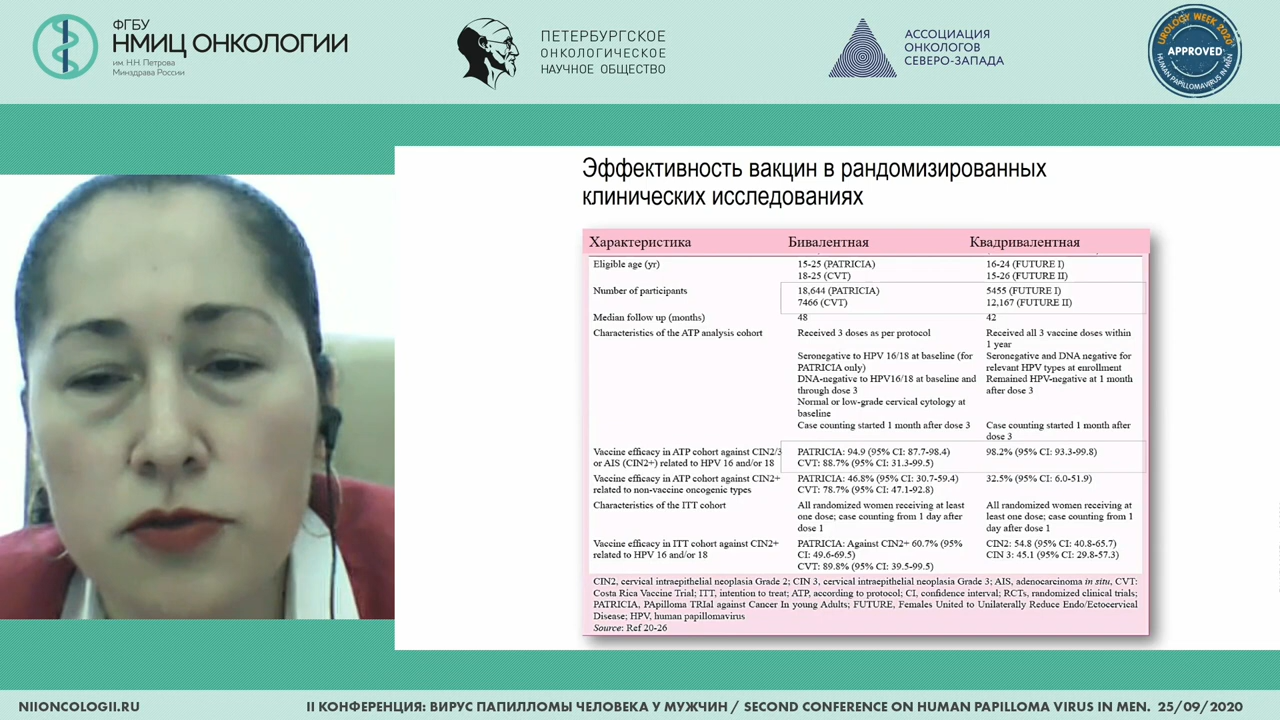 ФГБУ
НМИЦ ОНКОЛОГИИ
им. Н.Н. Петрова
Минздрава России
ПЕТЕРБУРГСКОЕ
ОНКОЛОГИЧЕСКОЕ
НАУЧНОЕ ОБЩЕСТВО
АССОЦИАЦИЯ
ОНКОЛОГОВ
СЕВЕРО-ЗАПАДА
UROLOGY WEEK 2020
APPROVED
HUMAN PAPILLOMAVIRUS IN MEN
Эффективность вакцин в рандомизированных
клинических исследованиях
Характеристика Бивалентная Квадривалентная
Eligible age (yr) 15-25 (PATRICIA) 16-24 (FUTURE I)
18-25 (CVT) 15-26 (FUTURE II)
Number of participants 18,644 (PATRICIA) 5455 (FUTURE I)
7466 (CVT) 12,167 (FUTURE II)
Median follow up (months) 48 42
Characteristics of the ATP analysis cohort Received 3 doses as per protocol Received all 3 vaccine doses within
1 year
Seronegative to HPV 16/18 at baseline (for Seronegative and DNA negative for
PATRICIA only) relevant HPV types at enrollment
DNA-negative to HPV16/18 at baseline and Remained HPV-negative at 1 month
through dose 3 after dose 3
Normal or low-grade cervical cytology at
baseline
Case counting started 1 month after dose 3 Case counting started 1 month after
dose 3
Vaccine efficacy in ATP cohort against CIN2/3 PATRICIA: 94.9 (95% CI: 87.7-98.4) 98.2% (95% CI: 93.3-99.8)
or AIS (CIN2+) related to HPV 16 and/or 18 CVT: 88.7% (95% CI: 31.3-99.5)
Vaccine efficacy in ATP cohort against CIN2+ PATRICIA: 46.8% (95% CI: 30.7-59.4) 32.5% (95% CI: 6.0-51.9)
related to non-vaccine oncogenic types CVT: 78.7% (95% CI: 47.1-92.8)
Characteristics of the ITT cohort All randomized women receiving at least All randomized women receiving at
one dose; case counting from 1 day after least one dose; case counting from 1
dose 1 day after dose 1
Vaccine efficacy in ITT cohort against CIN2+ PATRICIA: Against CIN2+ 60.7% (95% CIN2: 54.8 (95% CI: 40.8-65.7)
related to HPV 16 and/or 18 CI: 49.6-69.5) CIN 3: 45.1 (95% CI: 29.8-57.3)
CVT: 89.8% (95% CI: 39.5-99.5)
CIN2, cervical intraepithelial neoplasia Grade 2; CIN 3, cervical intraepithelial neoplasia Grade 3; AIS, adenocarcinoma in situ, CVT:
Costa Rica Vaccine Trial; ITT, intention to treat; ATP, according to protocol; CI, confidence interval; RCTs, randomized clinical trials;
PATRICIA, PApilloma TRIal against Cancer In young Adults; FUTURE, Females United to Unilaterally Reduce Endo/Ectocervical
Disease; HPV, human papillomavirus
Source: Ref 20-26
NIIONCOLOGII.RU
II КОНФЕРЕНЦИЯ: ВИРУС ПАПИЛЛОМЫ ЧЕЛОВЕКА У МУЖЧИН / SECOND CONFERENCE ON HUMAN PAPILLOMA VIRUS IN MEN. 25/09/2020